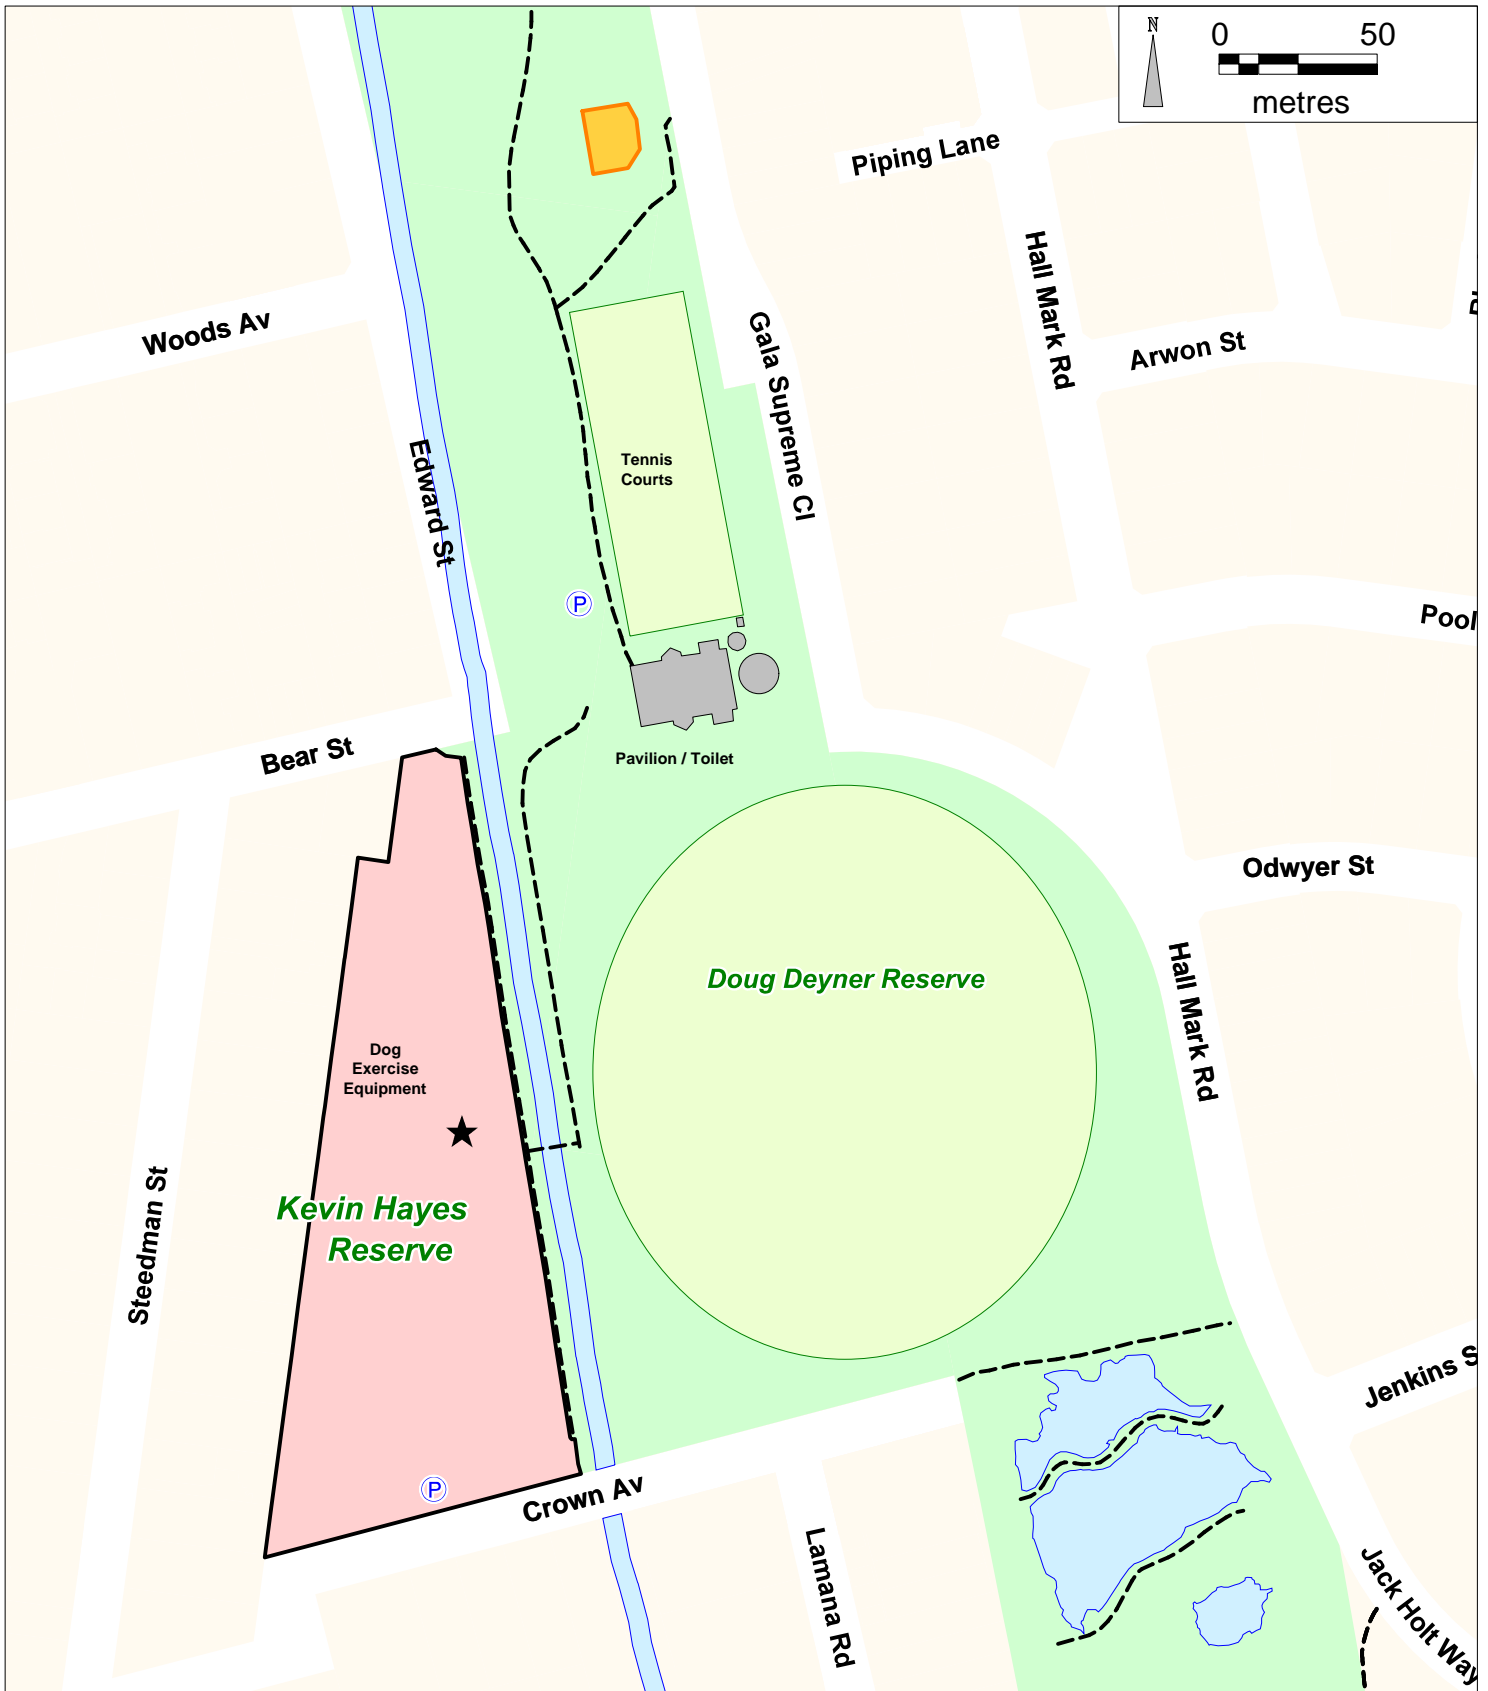 N
0 50
metres
Piping Lane
Hall Mark Rd
Woods Av
Arwon St
Gala Supreme Cl
Edward St
Tennis
Courts
P
Pool
Bear St
Pavilion / Toilet
Odwyer St
Doug Deyner Reserve
Hall Mark Rd
Dog
Exercise
Equipment
Steedman St
Kevin Hayes
Reserve
Jenkins S
P
Crown Av
Lamana Rd
Jack Holt Way